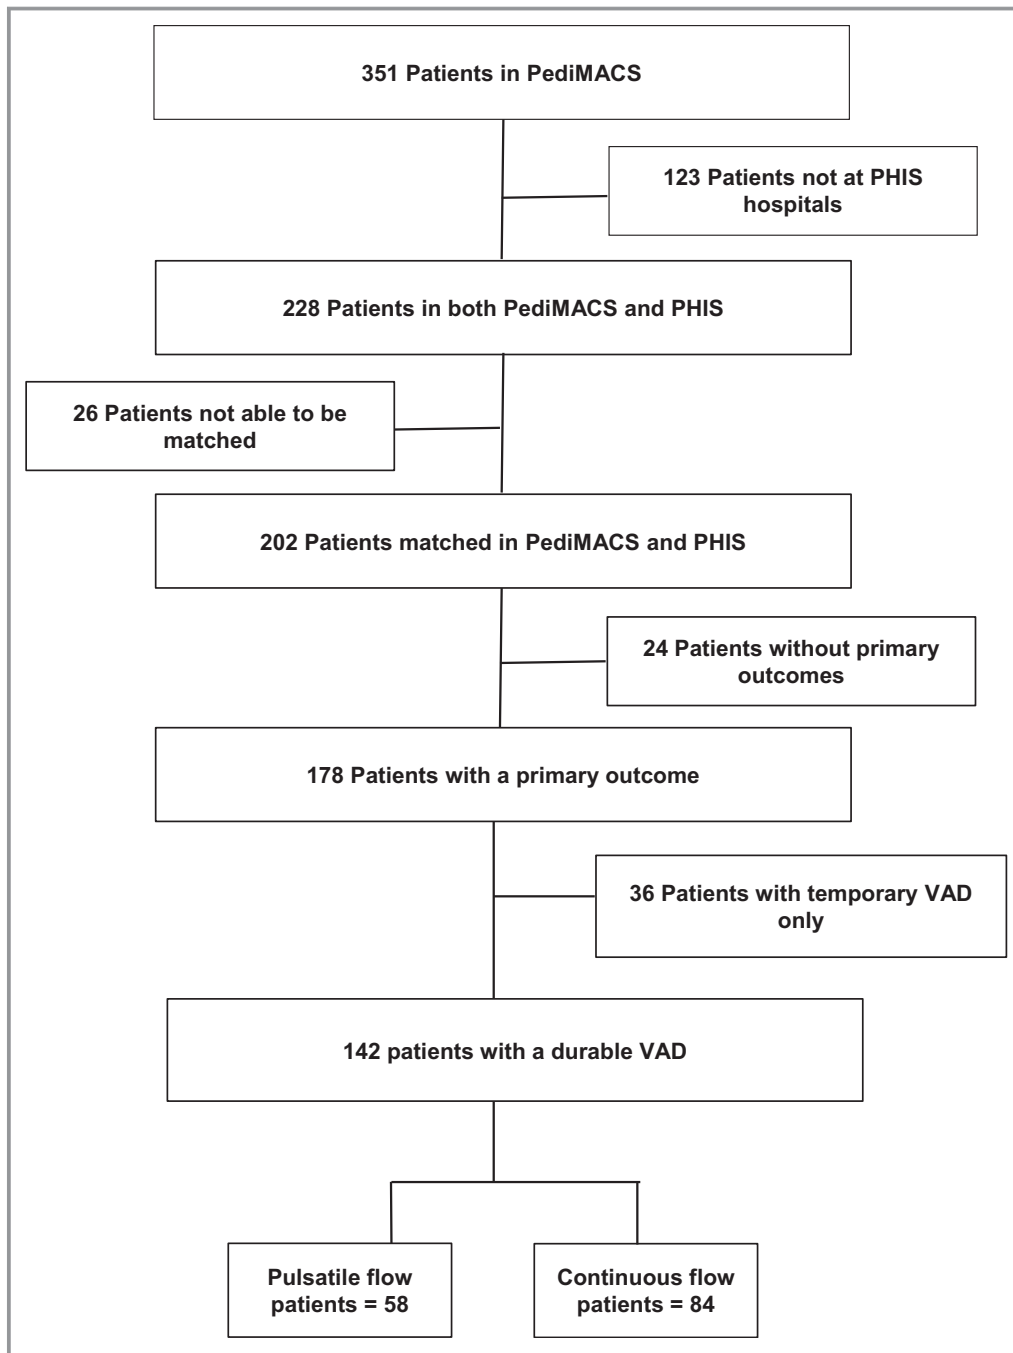 351 Patients in PediMACS
123 Patients not at PHIS
hospitals
228 Patients in both PediMACS and PHIS
26 Patients not able to be
matched
202 Patients matched in PediMACS and PHIS
24 Patients without primary
outcomes
178 Patients with a primary outcome
36 Patients with temporary VAD
only
142 patients with a durable VAD
Pulsatile flow
patients = 58
Continuous flow
patients = 84